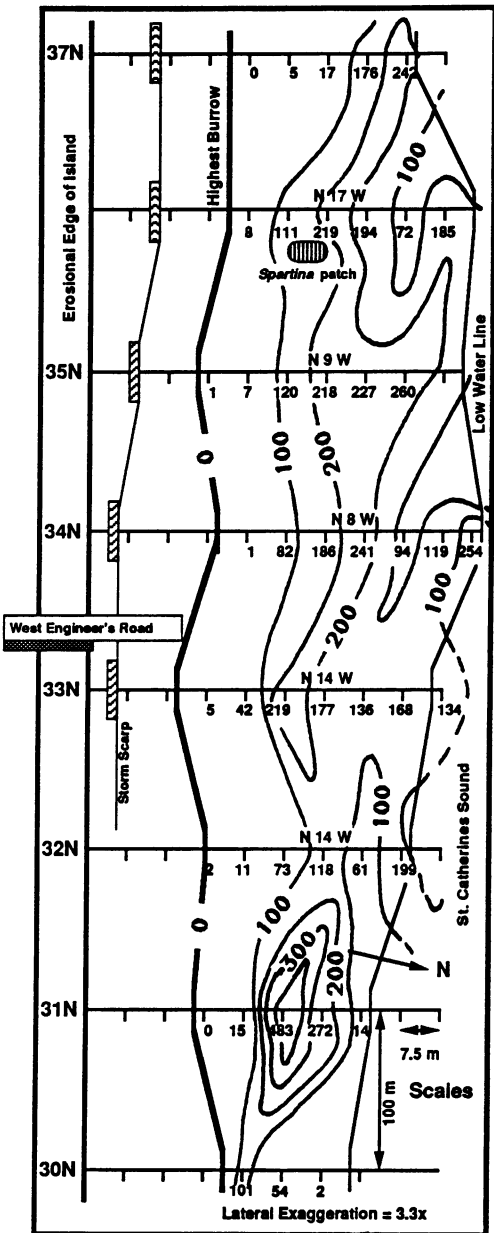 37N
0 5 17 176 242
Highest Burrow
Erosional Edge of Island
100
N 17 W
8 111 219 194 72 185
Spartina patch
Low Water Line
N 9 W
35N
1 7 120 218 227 260
0
100
200
N 8 W
34N
1 82 186 241 94 119 254
100
West Engineer's Road
200
N 14 W
33N
5 42 219 177 136 168 134
Storm Scarp
100
St. Catherines Sound
N 14 W
32N
2 11 73 118 61 199
0
100
300
200
N
31N
0 15 483 272 14
7.5 m
100 m
Scales
30N
101 54 2
Lateral Exaggeration = 3.3x